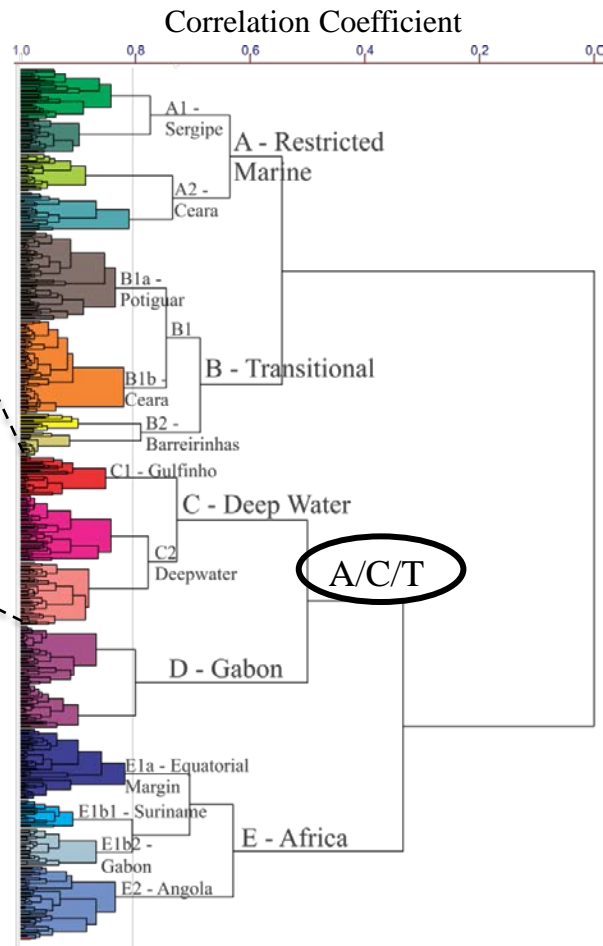 Correlation Coefficient
1,0 0,8 0,6 0,4 0,2 0,0
A1 -
Sergipe
A - Restricted
Marine
A2 -
Ceara
B1a -
Potiguar
B1
B - Transitional
B1b -
Ceara
B2 -
Barreirinhas
C1 - Gulfinho
C - Deep Water
C2
Deepwater
A/C/T
D - Gabon
E1a - Equatorial
Margin
E1b1 - Suriname
E - Africa
E1b2 -
Gabon
E2 - Angola